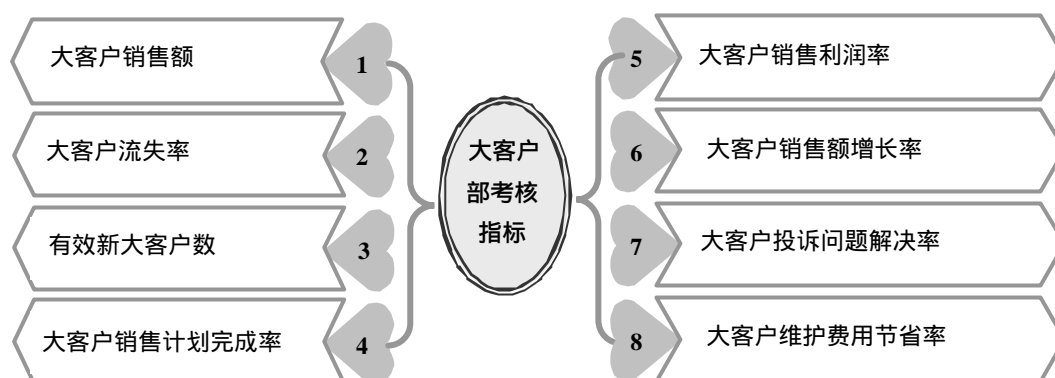 大客户销售额
1
大客户流失率
2
有效新大客户数
3
大客户销售计划完成率
4
大客户
部考核
指标
5
大客户销售利润率
6
大客户销售额增长率
7
大客户投诉问题解决率
8
大客户维护费用节省率